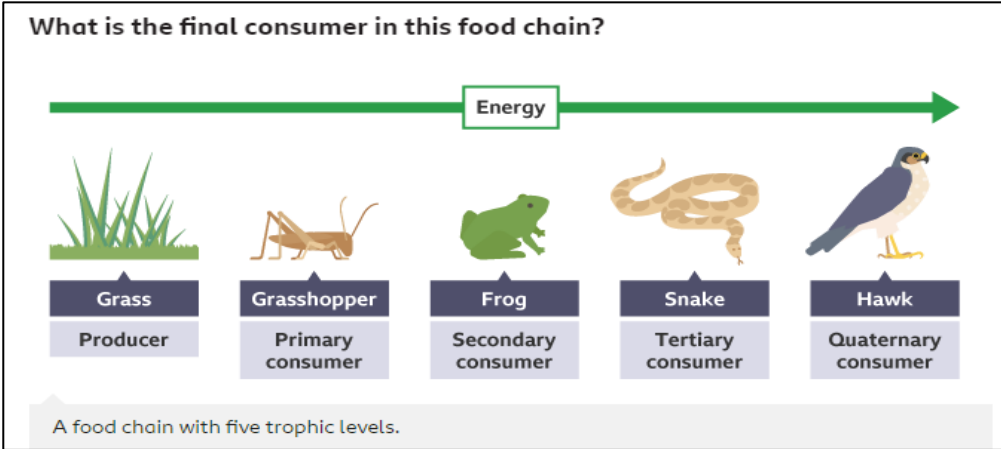 What is the final consumer in this food chain?
Energy
Grass
Grasshopper
Frog
Snake
Hawk
Producer
Primary
consumer
Secondary
consumer
Tertiary
consumer
Quaternary
consumer
A food chain with five trophic levels.